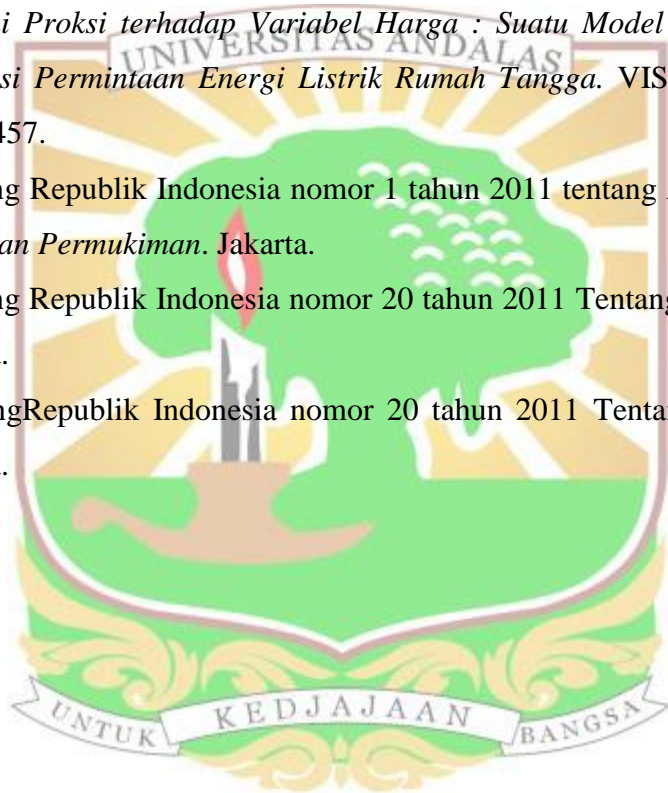 i Proksi terhadap Variabel Harga : Suatu Model
UNIVERSITAS ANDALAS
si Permintaan Energi Listrik Rumah Tangga. VIS
457.
ng Republik Indonesia nomor 1 tahun 2011 tentang
an Permukiman. Jakarta.
ng Republik Indonesia nomor 20 tahun 2011 Tentang
ngRepublik Indonesia nomor 20 tahun 2011 Tenta
UNTUK KEDJAJAAN BANGSA